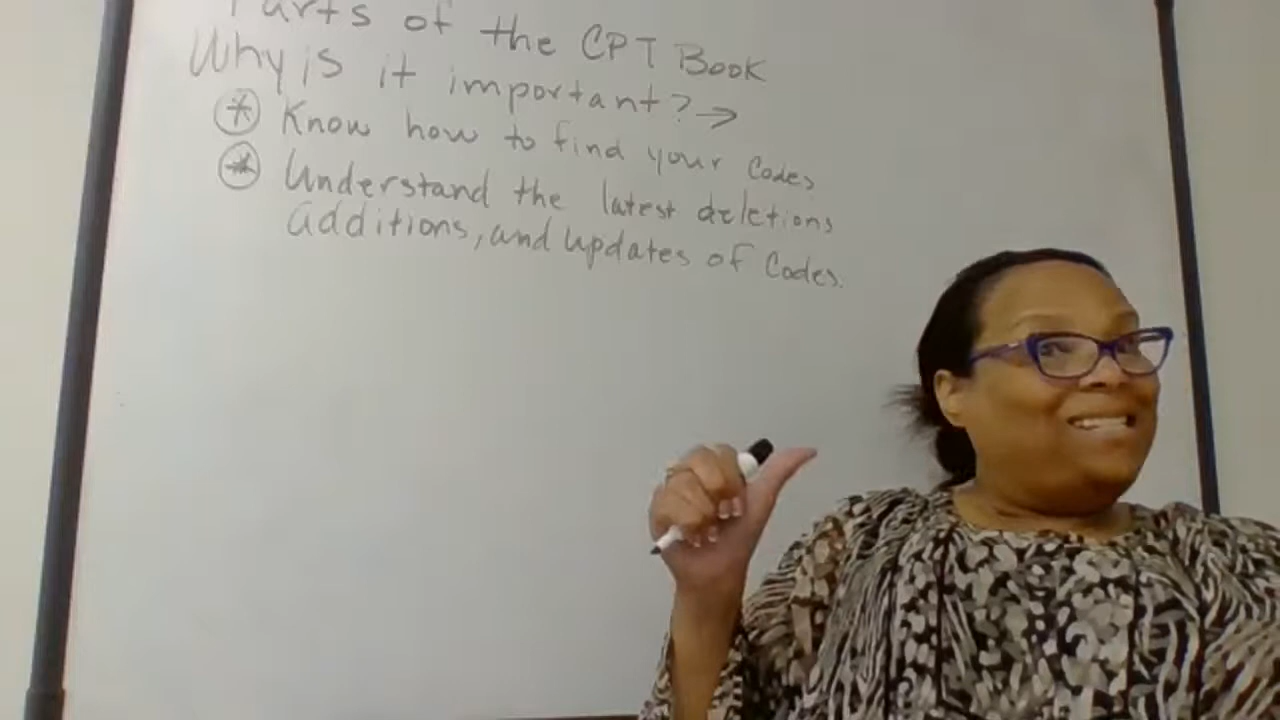 Parts of the CPT Book
Why is it important? →
* Know how to find your Codes
* Understand the latest deletions
additions, and updates of Codes.